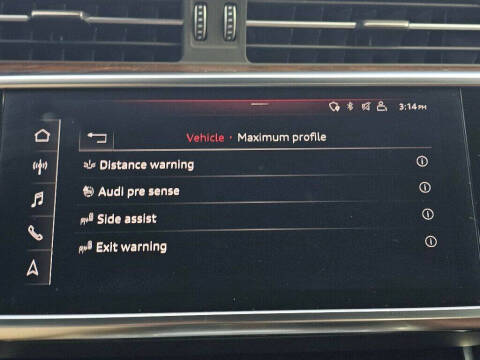 3:14 PM
Vehicle · Maximum profile
Distance warning
Audi pre sense
Side assist
Exit warning